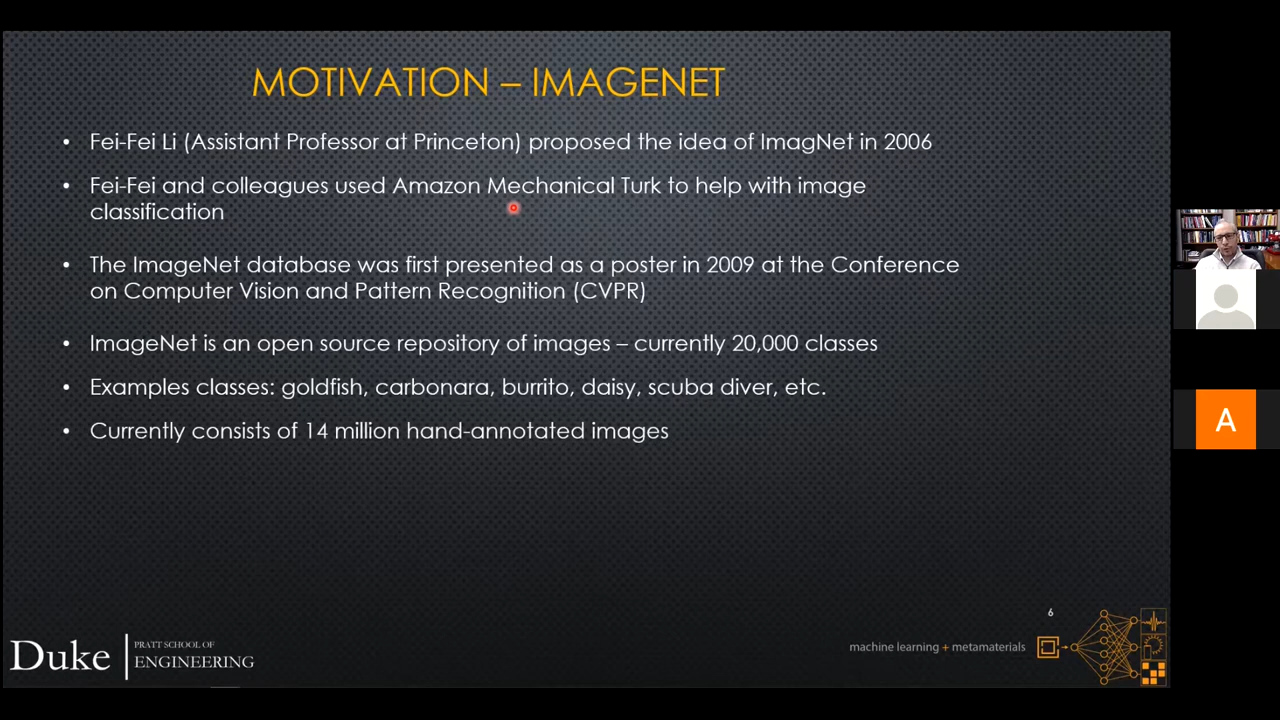 MOTIVATION – IMAGENET
• Fei-Fei Li (Assistant Professor at Princeton) proposed the idea of ImagNet in 2006
• Fei-Fei and colleagues used Amazon Mechanical Turk to help with image
classification
• The ImageNet database was first presented as a poster in 2009 at the Conference
on Computer Vision and Pattern Recognition (CVPR)
• ImageNet is an open source repository of images – currently 20,000 classes
• Examples classes: goldfish, carbonara, burrito, daisy, scuba diver, etc.
• Currently consists of 14 million hand-annotated images
A
6
Duke
PRATT SCHOOL OF
ENGINEERING
machine learning + metamaterials